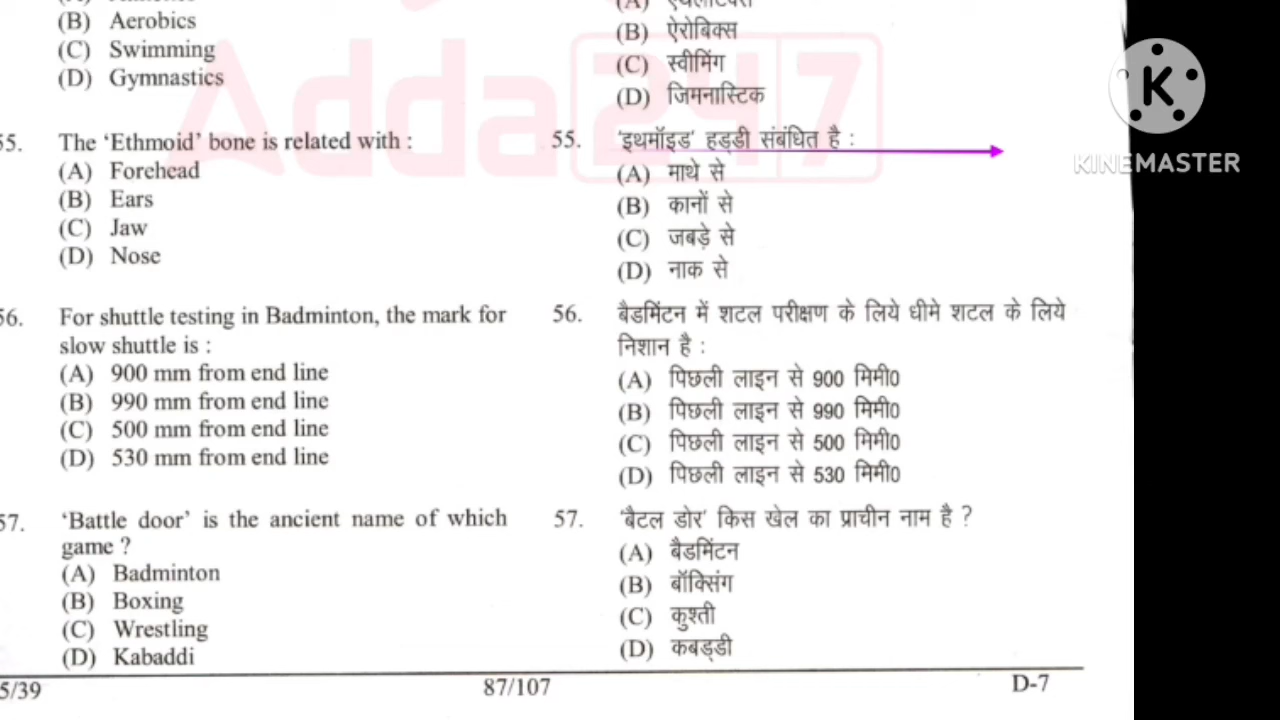 (B) Aerobics
(C) Swimming
(D) Gymnastics
55. The 'Ethmoid' bone is related with :
(A) Forehead
(B) Ears
(C) Jaw
(D) Nose
56. For shuttle testing in Badminton, the mark for
slow shuttle is :
(A) 900 mm from end line
(B) 990 mm from end line
(C) 500 mm from end line
(D) 530 mm from end line
57. 'Battle door' is the ancient name of which
game ?
(A) Badminton
(B) Boxing
(C) Wrestling
(D) Kabaddi
(B) ऐरोबिक्स
(C) स्वीमिंग
(D) जिमनास्टिक
55. 'इथमॉइड' हड्डी संबंधित है :
(A) माथे से
(B) कानों से
(C) जबड़े से
(D) नाक से
56. बैडमिंटन में शटल परीक्षण के लिये धीमे शटल के लिये
निशान है :
(A) पिछली लाइन से 900 मिमी0
(B) पिछली लाइन से 990 मिमी0
(C) पिछली लाइन से 500 मिमी0
(D) पिछली लाइन से 530 मिमी0
57. 'बैटल डोर' किस खेल का प्राचीन नाम है ?
(A) बैडमिंटन
(B) बॉक्सिंग
(C) कुश्ती
(D) कबड्डी
5/39 87/107 D-7
Adda247
K
KINEMASTER